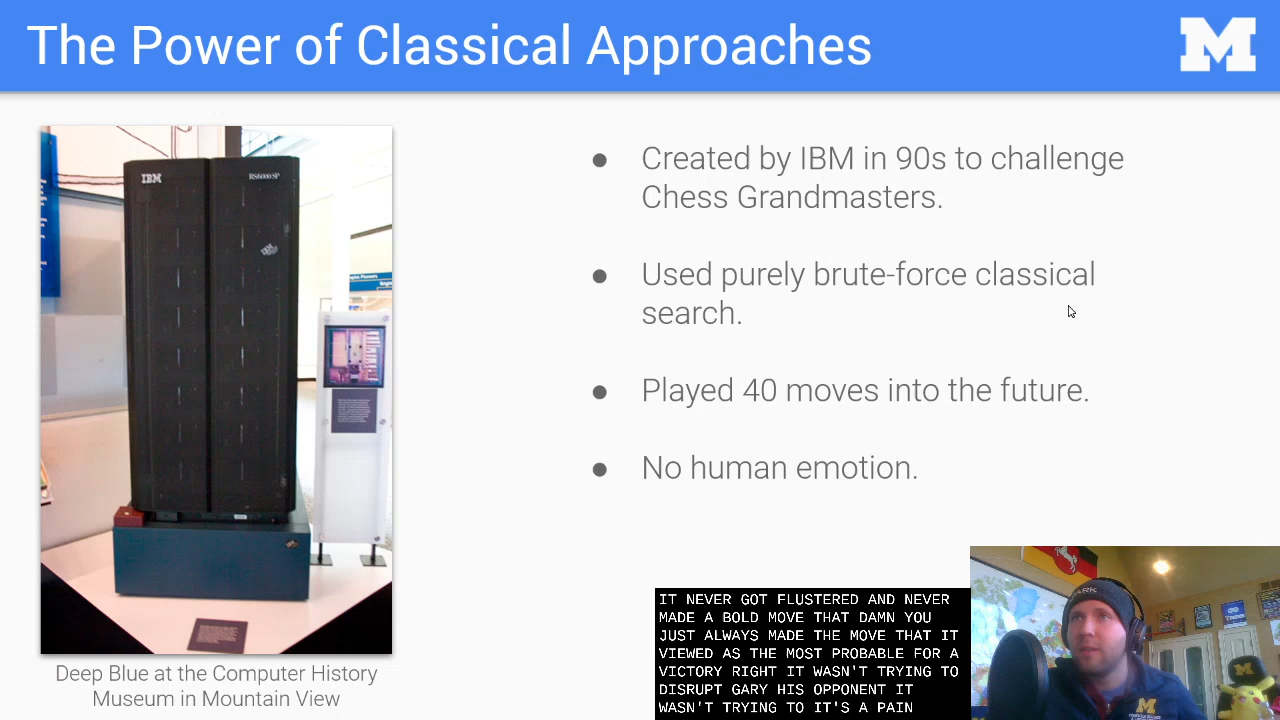 The Power of Classical Approaches
M
IBM
RS/6000 SP
Created by IBM in 90s to challenge
Chess Grandmasters.
Used purely brute-force classical
search.
Played 40 moves into the future.
No human emotion.
Deep Blue at the Computer History
Museum in Mountain View
IT NEVER GOT FLUSTERED AND NEVER
MADE A BOLD MOVE THAT DAMN YOU
JUST ALWAYS MADE THE MOVE THAT IT
VIEWED AS THE MOST PROBABLE FOR A
VICTORY RIGHT IT WASN'T TRYING TO
DISRUPT GARY HIS OPPONENT IT
WASN'T TRYING TO IT'S A PAIN
M
M